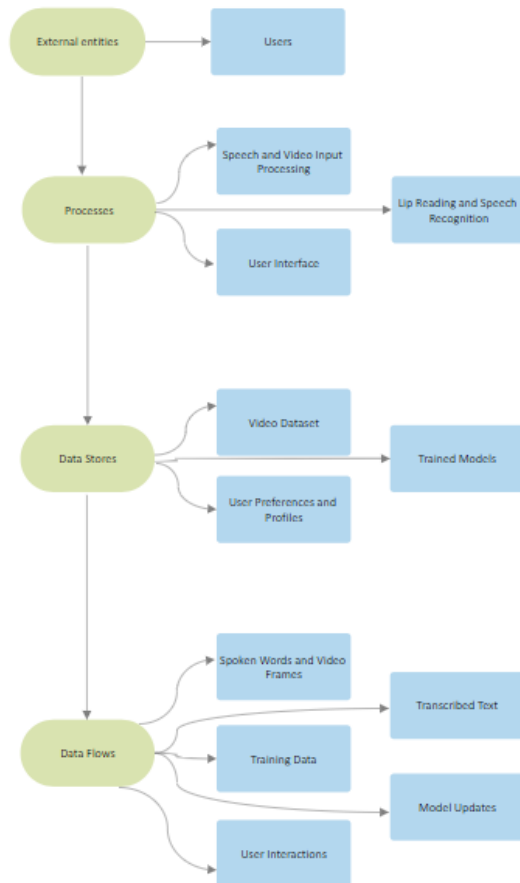 External entities
Users
Speech and Video Input
Processing
Processes
Lip Reading and Speech
Recognition
User Interface
Video Dataset
Data Stores
Trained Models
User Preferences and
Profiles
Spoken Words and Video
Frames
Transcribed Text
Data Flows
Training Data
Model Updates
User Interactions